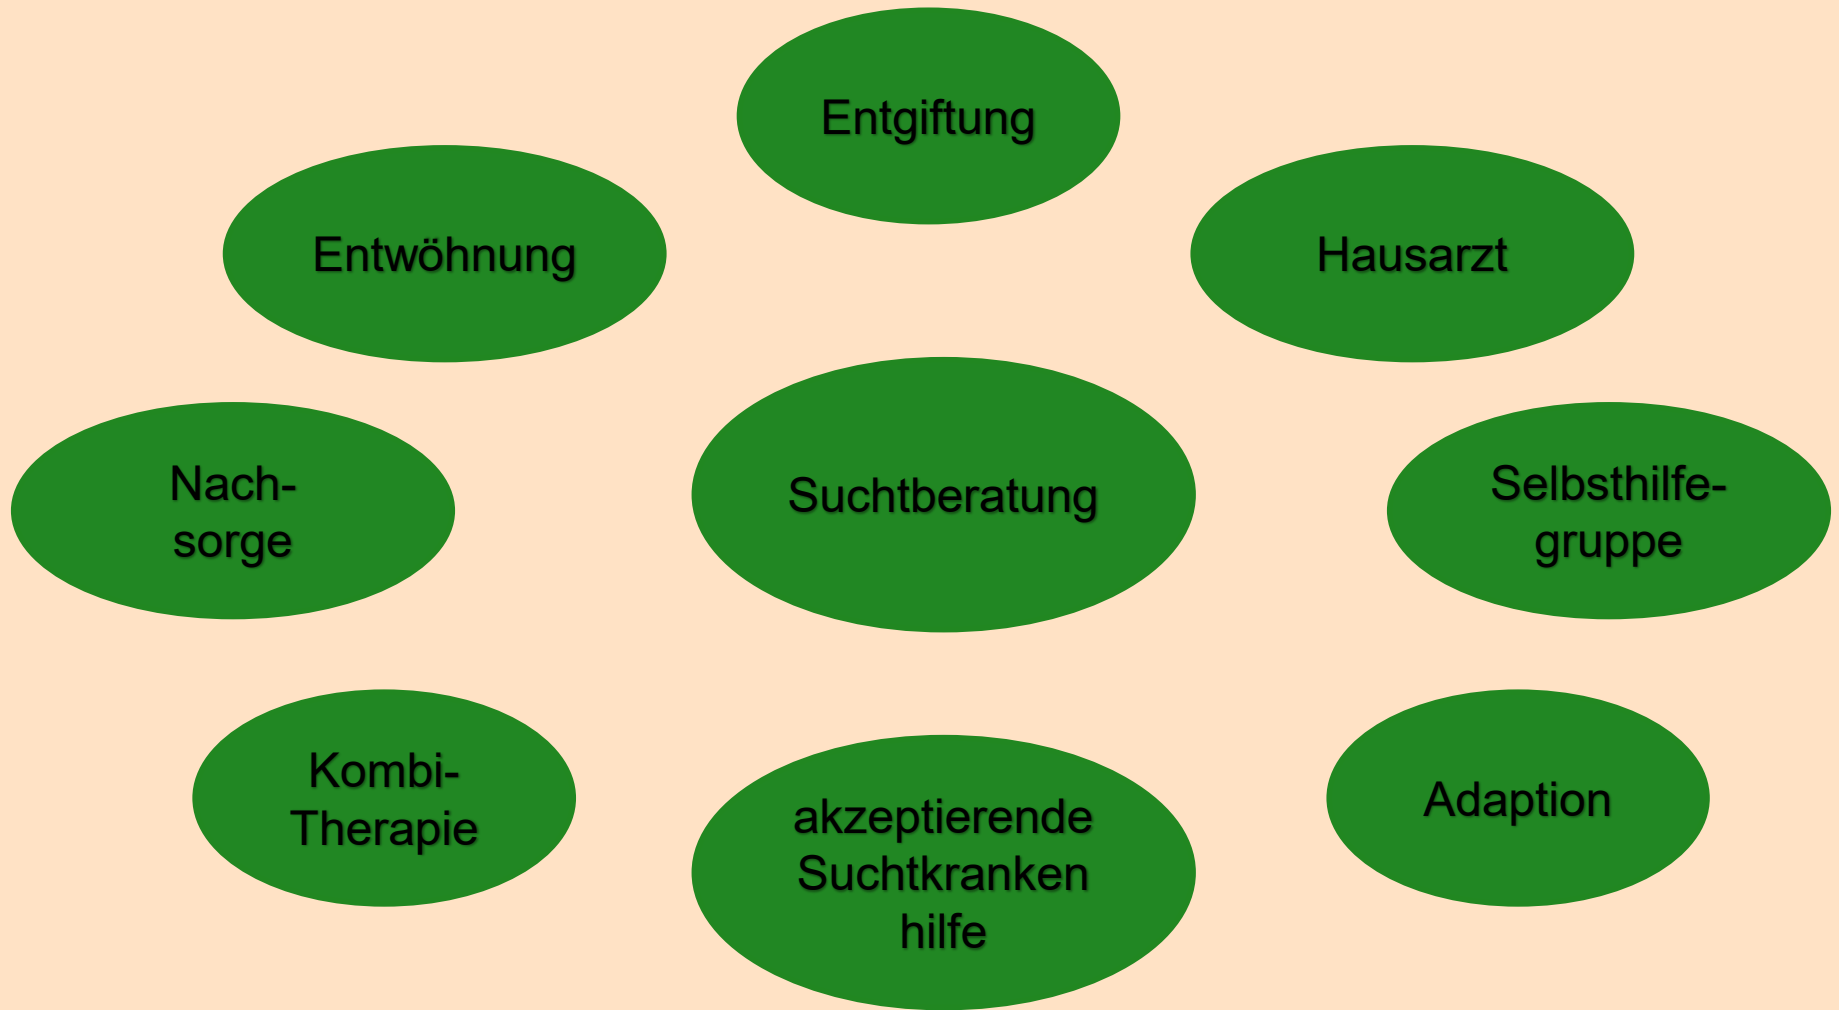 Entgiftung
Entwöhnung
Hausarzt
Nach-
sorge
Suchtberatung
Selbsthilfe-
gruppe
Kombi-
Therapie
akzeptierende
Suchtkranken
hilfe
Adaption